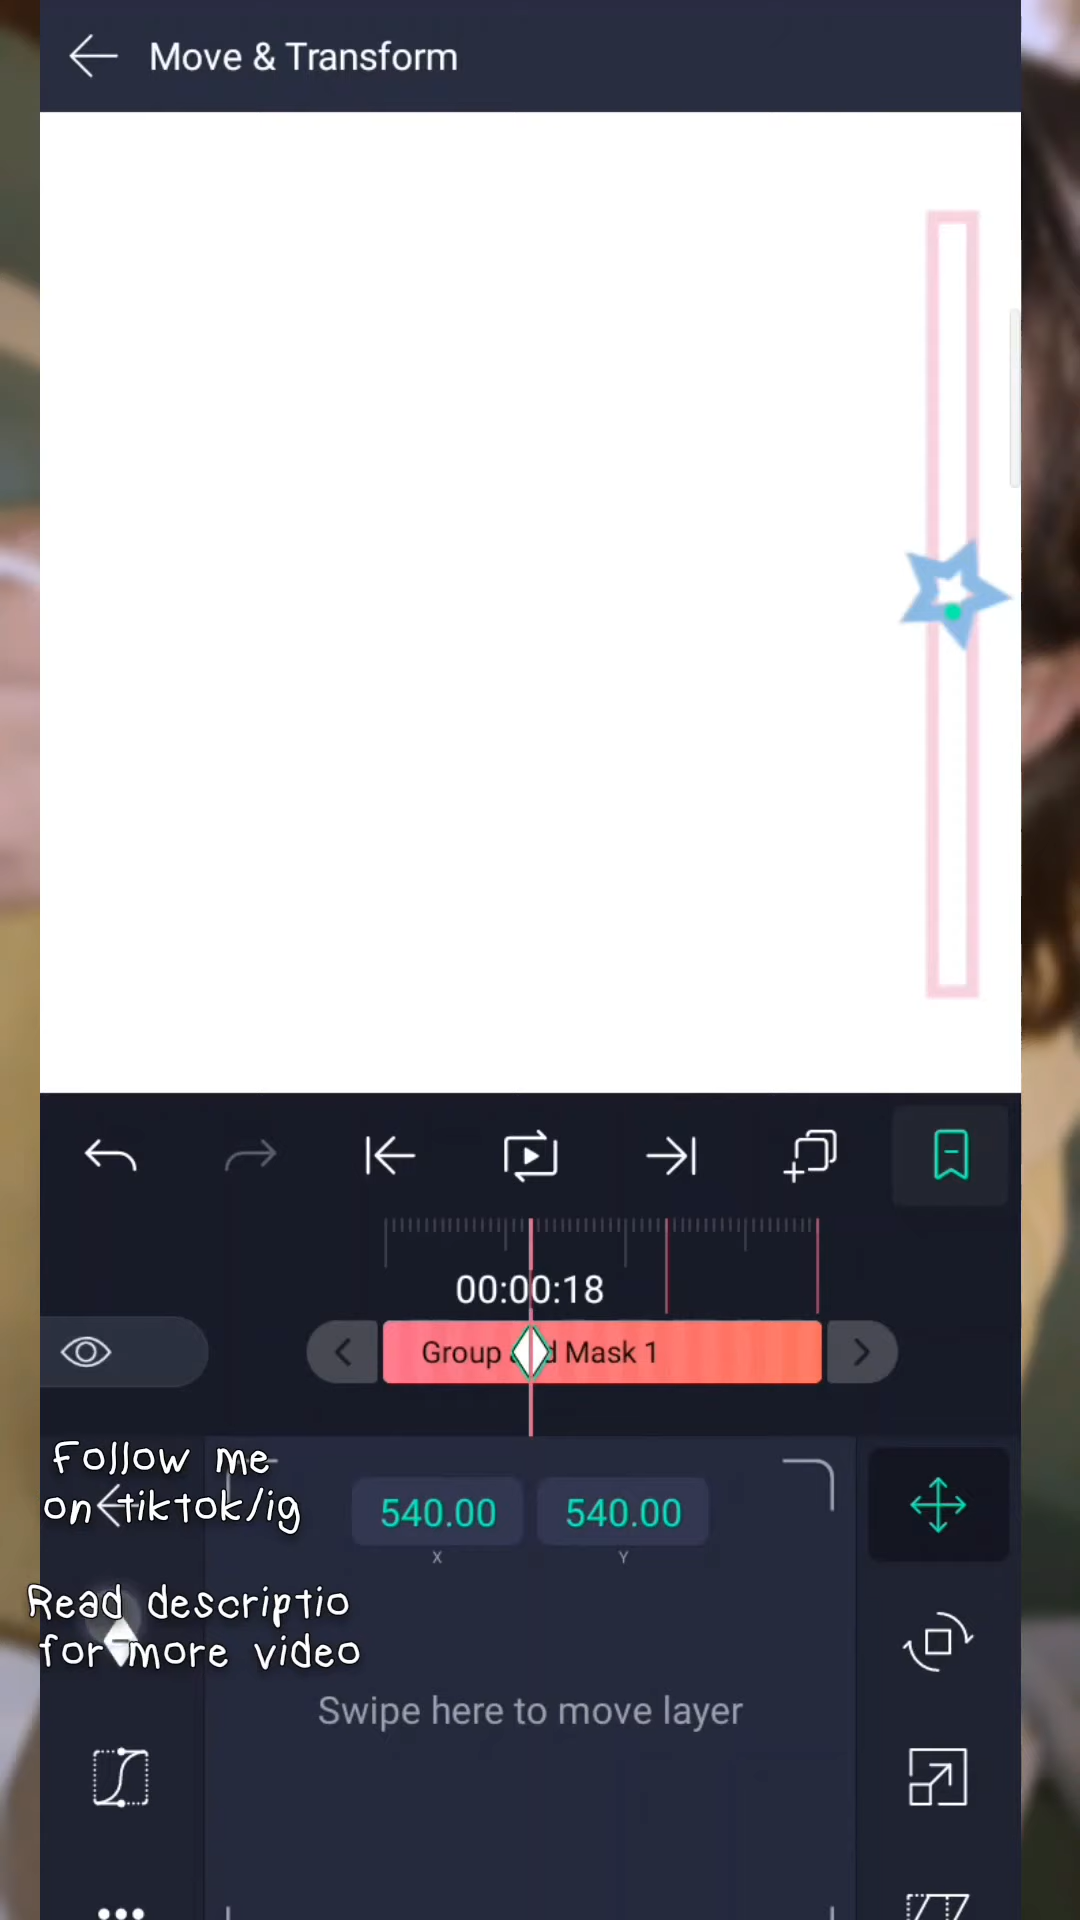 Move & Transform
00:00:18
Group d Mask 1
Follow me
on tiktok/ig
540.00 540.00
X Y
Read descriptio
for more video
Swipe here to move layer